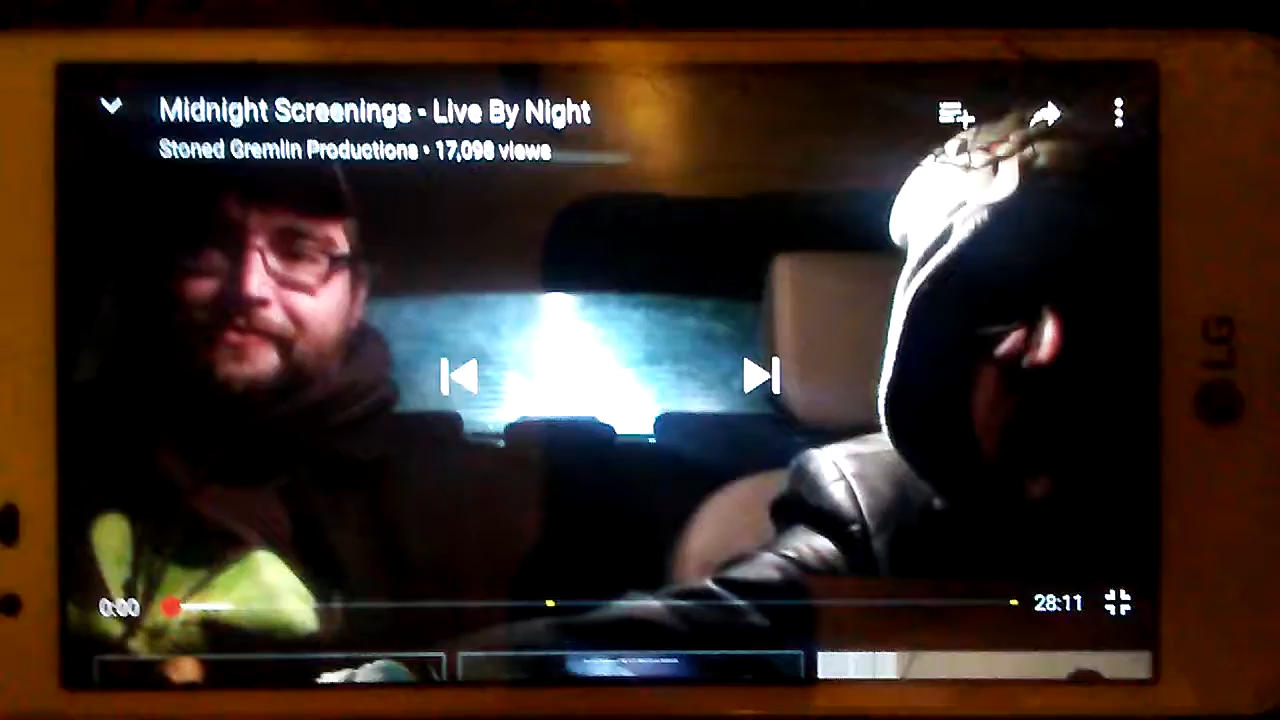 Midnight Screenings - Live By Night
Stoned Gremlin Productions • 17,098 views
0:00
28:11
LG